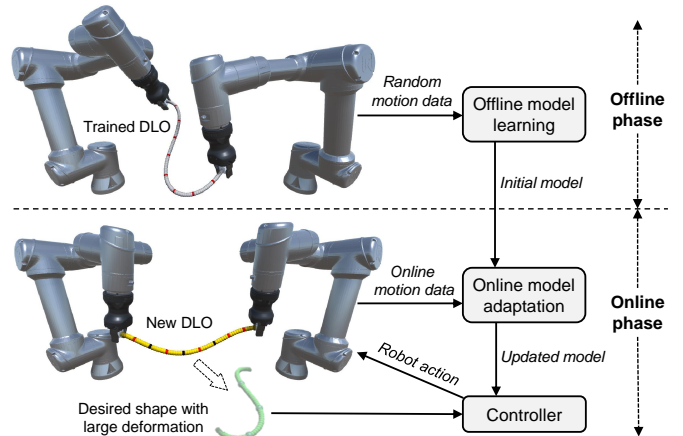 Random
motion data
Trained DLO
Offline model
learning
Offline
phase
Initial model
Online
motion data
Online model
adaptation
Online
phase
New DLO
Updated model
Robot action
Desired shape with
large deformation
Controller